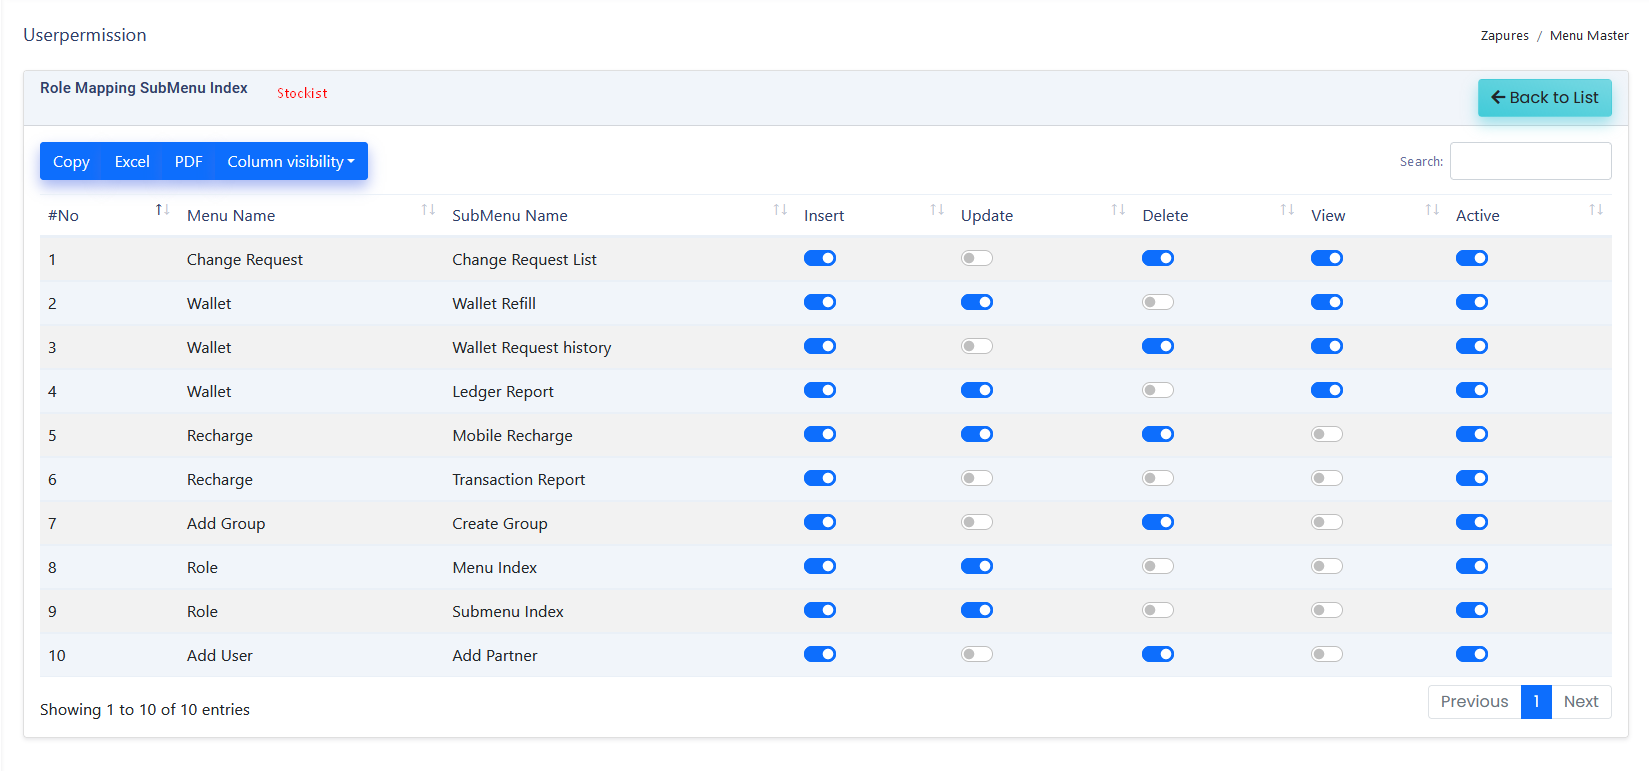 Userpermission
Zapures / Menu Master
Role Mapping SubMenu Index Stockist
Back to List
Copy Excel PDF Column visibility
Search:
#No Menu Name SubMenu Name Insert Update Delete View Active
1 Change Request Change Request List
2 Wallet Wallet Refill
3 Wallet Wallet Request history
4 Wallet Ledger Report
5 Recharge Mobile Recharge
6 Recharge Transaction Report
7 Add Group Create Group
8 Role Menu Index
9 Role Submenu Index
10 Add User Add Partner
Showing 1 to 10 of 10 entries
Previous 1 Next